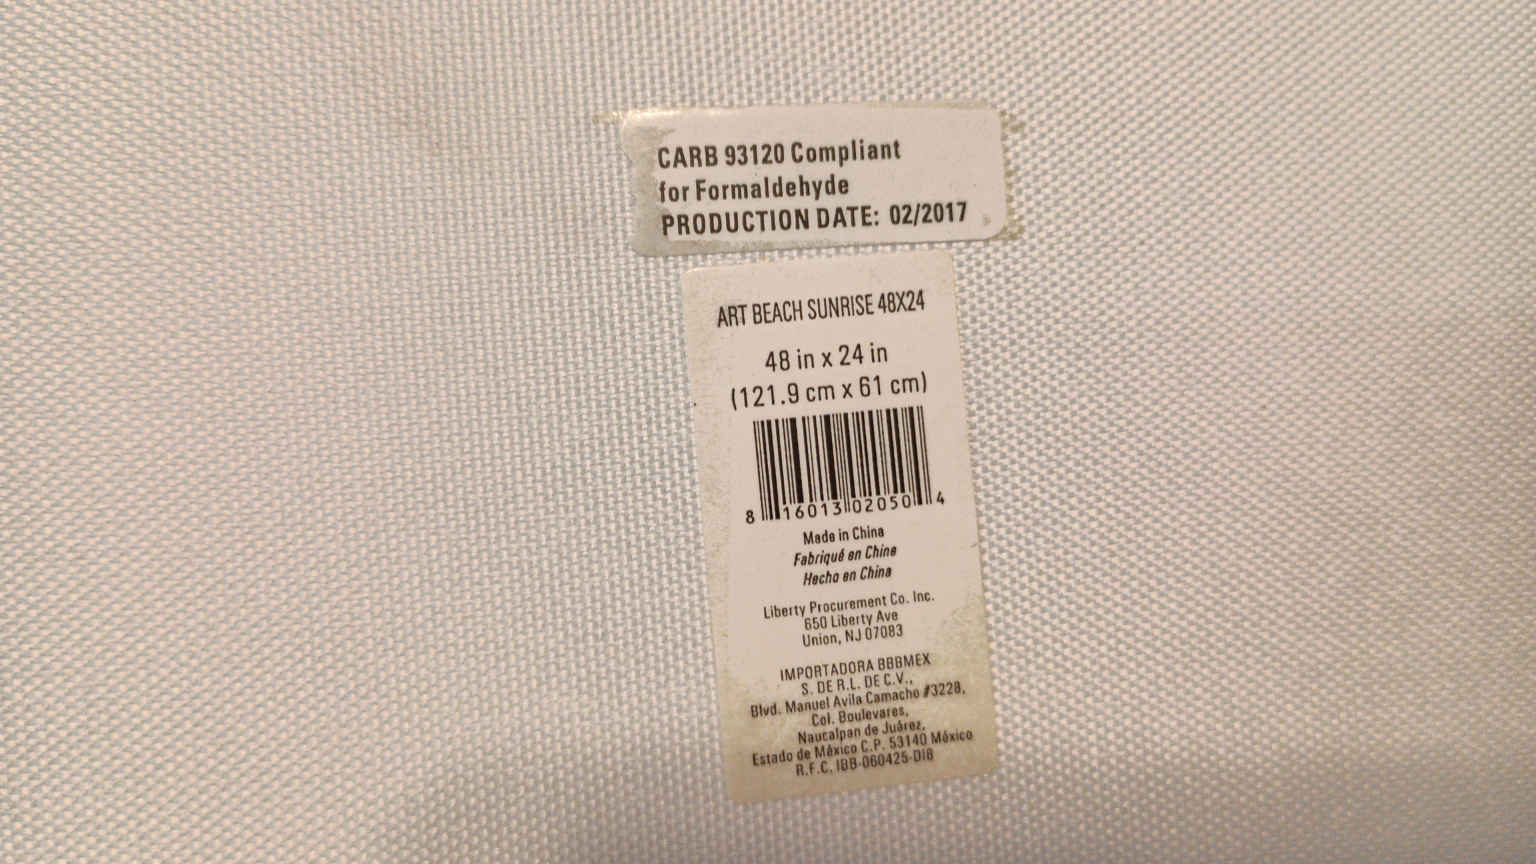 CARB 93120 Compliant
for Formaldehyde
PRODUCTION DATE: 02/2017
ART BEACH SUNRISE 48X24
48 in x 24 in
(121.9 cm x 61 cm)
8 16013 02050 4
Made in China
Fabriqué en Chine
Hecho en China
Liberty Procurement Co. Inc.
650 Liberty Ave
Union, NJ 07083
IMPORTADORA BBBMEX
S. DE R.L. DE C.V.,
Blvd. Manuel Avila Camacho #3228,
Col. Boulevares,
Naucalpan de Juárez,
Estado de México C.P. 53140 México
R.F.C. IBB-060425-DI8